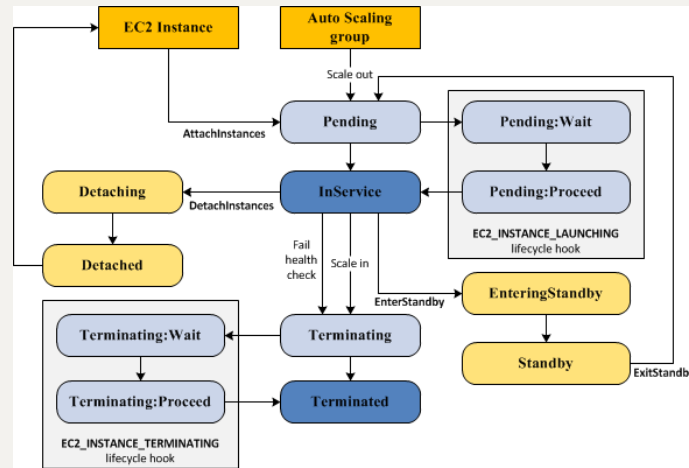 EC2 Instance
Auto Scaling
group
Scale out
AttachInstances
Pending
Pending:Wait
Pending:Proceed
EC2_INSTANCE_LAUNCHING
lifecycle hook
InService
DetachInstances
Detaching
Detached
Fail
health
check
Scale in
EnterStandby
EnteringStandby
Standby
ExitStandb
Terminating:Wait
Terminating
Terminating:Proceed
Terminated
EC2_INSTANCE_TERMINATING
lifecycle hook